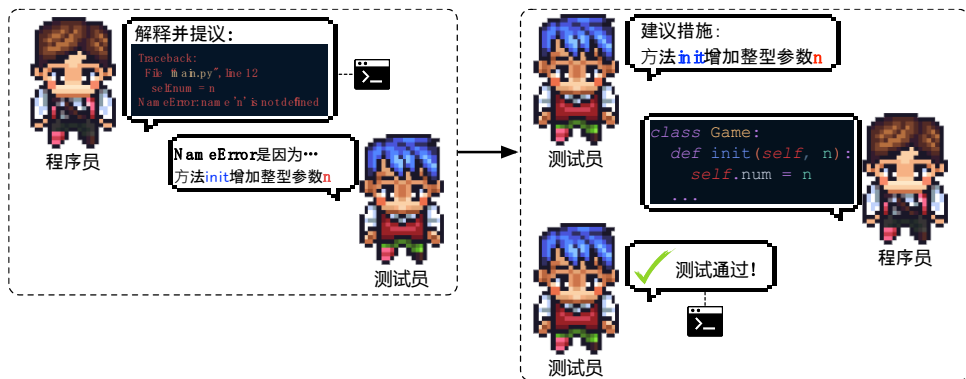 解释并提议：
Traceback:
File "main.py", line 12
self.num = n
NameError: name 'n' is not defined
程序员
NameError是因为…
方法init增加整型参数n
测试员
建议措施：
方法init增加整型参数n
测试员
class Game:
def init(self, n):
self.num = n
...
程序员
测试通过！
测试员